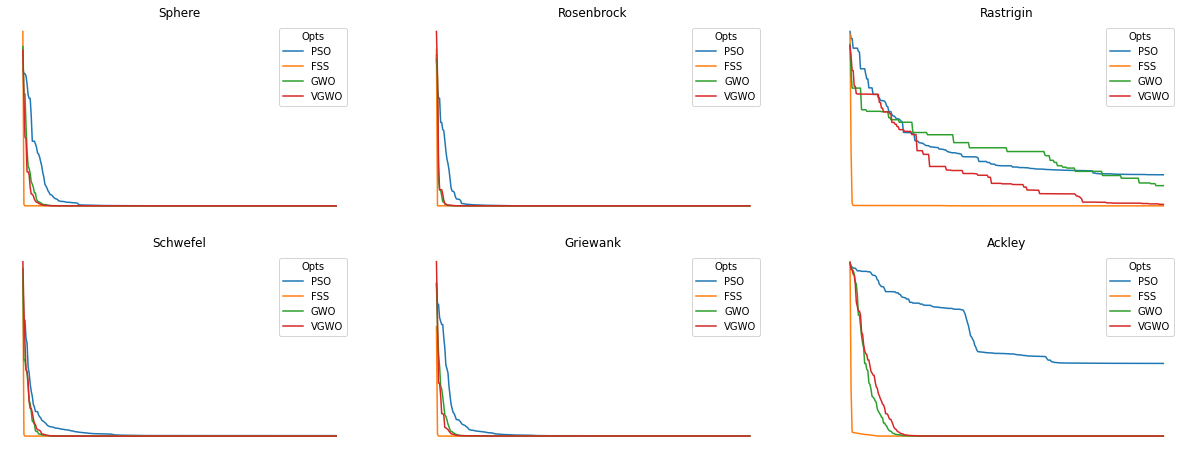 Sphere
Opts
PSO
FSS
GWO
VGWO
Rosenbrock
Opts
PSO
FSS
GWO
VGWO
Rastrigin
Opts
PSO
FSS
GWO
VGWO
Schwefel
Opts
PSO
FSS
GWO
VGWO
Griewank
Opts
PSO
FSS
GWO
VGWO
Ackley
Opts
PSO
FSS
GWO
VGWO